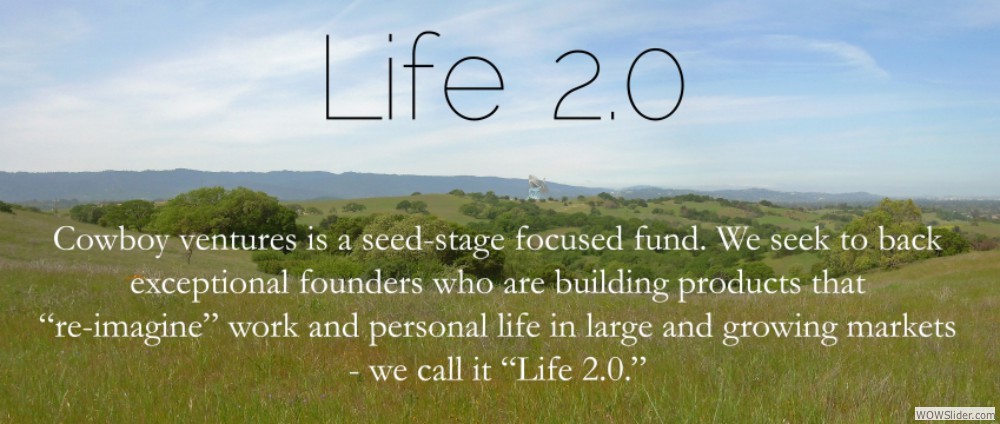 Life 2.0
Cowboy ventures is a seed-stage focused fund. We seek to back
exceptional founders who are building products that
“re-imagine” work and personal life in large and growing markets
- we call it “Life 2.0.”
WOWSlider.com